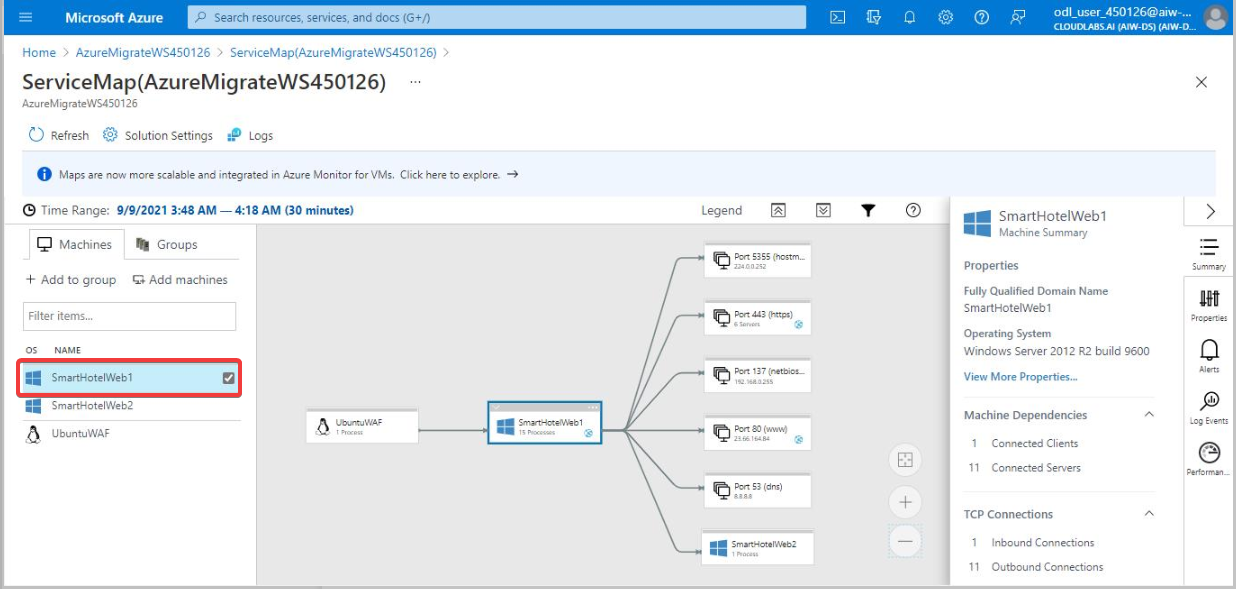 Microsoft Azure
Search resources, services, and docs (G+/)
odl_user_450126@aiw-...
CLOUDLABS.AI (AIW-DS) (AIW-D...
Home > AzureMigrateWS450126 > ServiceMap(AzureMigrateWS450126) >
ServiceMap(AzureMigrateWS450126) ...
AzureMigrateWS450126
Refresh Solution Settings Logs
Maps are now more scalable and integrated in Azure Monitor for VMs. Click here to explore. →
Time Range: 9/9/2021 3:48 AM — 4:18 AM (30 minutes)
Legend
Machines Groups
+ Add to group Add machines
Filter items...
OS NAME
SmartHotelWeb1
SmartHotelWeb2
UbuntuWAF
UbuntuWAF
1 Process
SmartHotelWeb1
15 Processes
Port 5355 (hostm...
224.0.0.252
Port 443 (https)
6 Servers
Port 137 (netbios...
192.168.0.255
Port 80 (www)
23.66.164.84
Port 53 (dns)
8.8.8.8
SmartHotelWeb2
1 Process
SmartHotelWeb1
Machine Summary
Properties
Fully Qualified Domain Name
SmartHotelWeb1
Operating System
Windows Server 2012 R2 build 9600
View More Properties...
Machine Dependencies
1 Connected Clients
11 Connected Servers
TCP Connections
1 Inbound Connections
11 Outbound Connections
Summary
Properties
Alerts
Log Events
Performan...